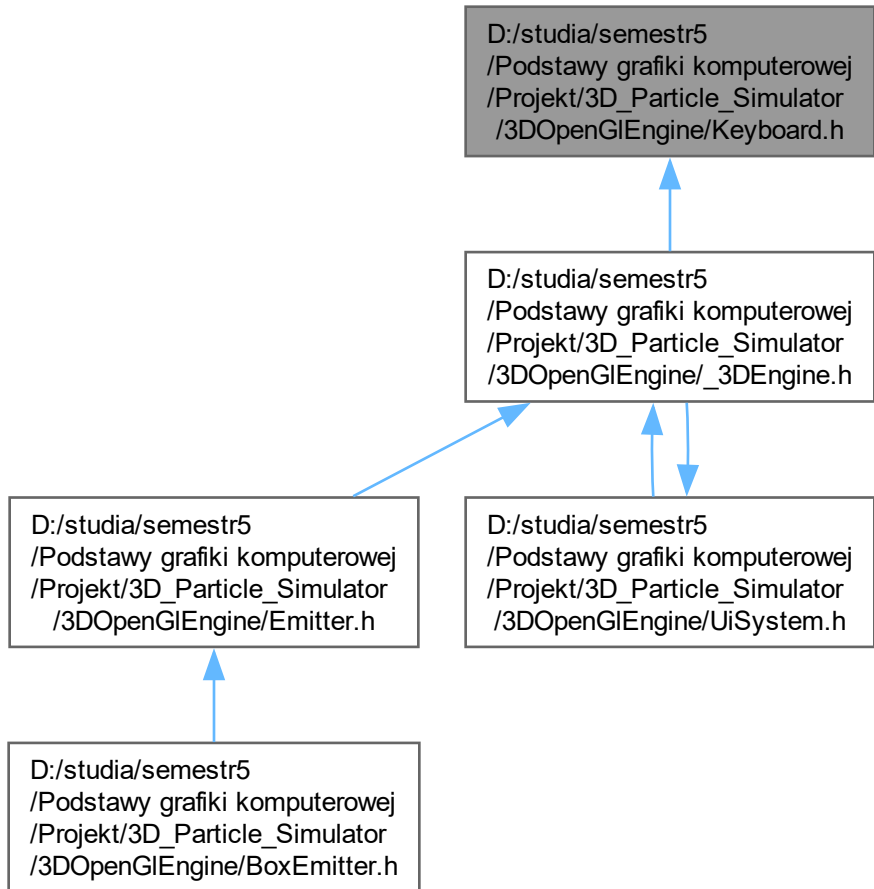 D:/studia/semestr5
/Podstawy grafiki komputerowej
/Projekt/3D_Particle_Simulator
/3DOpenGlEngine/Keyboard.h
D:/studia/semestr5
/Podstawy grafiki komputerowej
/Projekt/3D_Particle_Simulator
/3DOpenGlEngine/_3DEngine.h
D:/studia/semestr5
/Podstawy grafiki komputerowej
/Projekt/3D_Particle_Simulator
/3DOpenGlEngine/Emitter.h
D:/studia/semestr5
/Podstawy grafiki komputerowej
/Projekt/3D_Particle_Simulator
/3DOpenGlEngine/UiSystem.h
D:/studia/semestr5
/Podstawy grafiki komputerowej
/Projekt/3D_Particle_Simulator
/3DOpenGlEngine/BoxEmitter.h